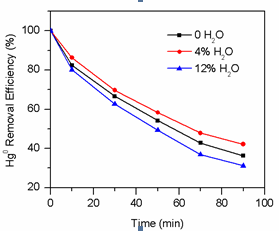 100
80
60
40
20
0 H₂O
4% H₂O
12% H₂O
Hg⁰ Removal Efficiency (%)
0 20 40 60 80 100
Time (min)